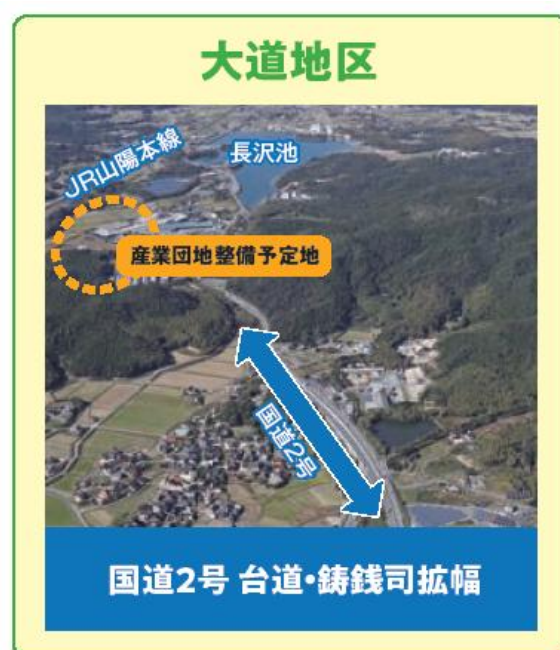 大道地区
JR山陽本線
長沢池
産業団地整備予定地
国道2号
国道2号 台道・鋳銭司拡幅